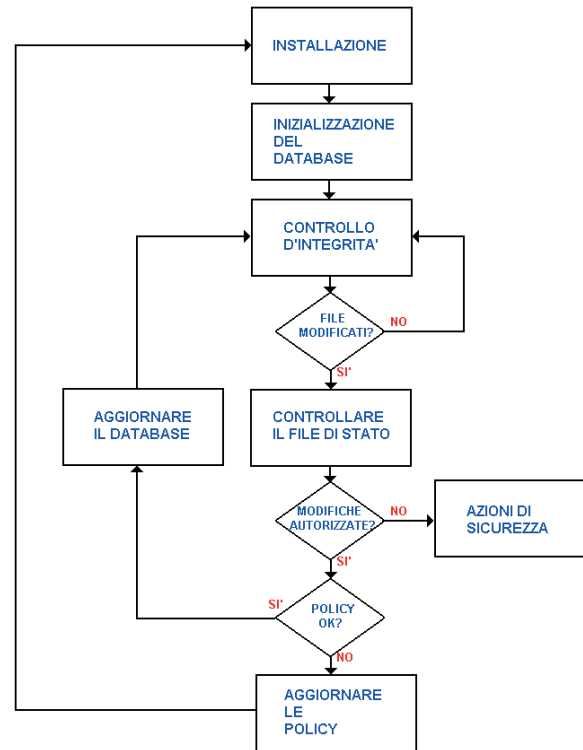 INSTALLAZIONE
INIZIALIZZAZIONE
DEL
DATABASE
CONTROLLO
D'INTEGRITA'
FILE
MODIFICATI?
NO
SI'
AGGIORNARE
IL DATABASE
CONTROLLARE
IL FILE DI STATO
MODIFICHE
AUTORIZZATE?
NO
AZIONI DI
SICUREZZA
SI'
SI'
POLICY
OK?
NO
AGGIORNARE
LE
POLICY